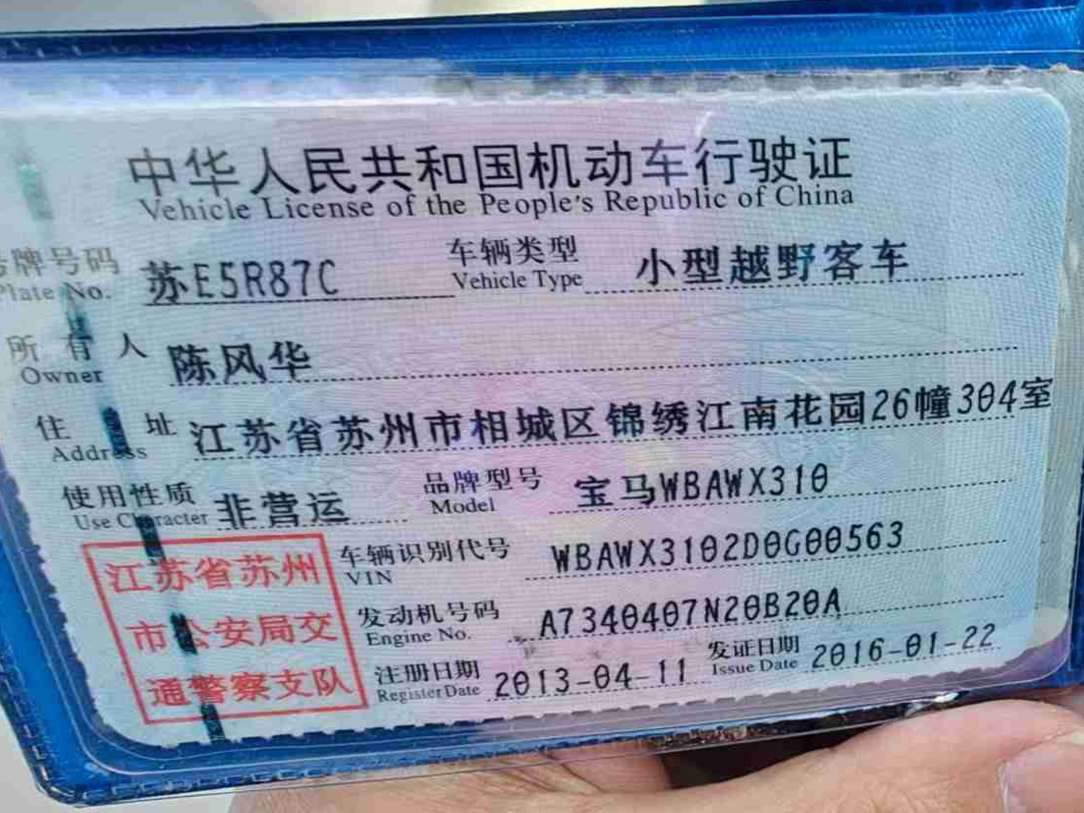 中华人民共和国机动车行驶证
Vehicle License of the People's Republic of China
号牌号码 苏E5R87C 车辆类型 小型越野客车
Plate No. Vehicle Type
所有人 陈风华
Owner
住址 江苏省苏州市相城区锦绣江南花园26幢304室
Address
使用性质 非营运 品牌型号 宝马WBAWX310
Use Character Model
江苏省苏州
市公安局交
通警察支队
车辆识别代号 WBAWX3102D0G00563
VIN
发动机号码 A7340407N20B20A
Engine No.
注册日期 2013-04-11 发证日期 2016-01-22
Register Date Issue Date